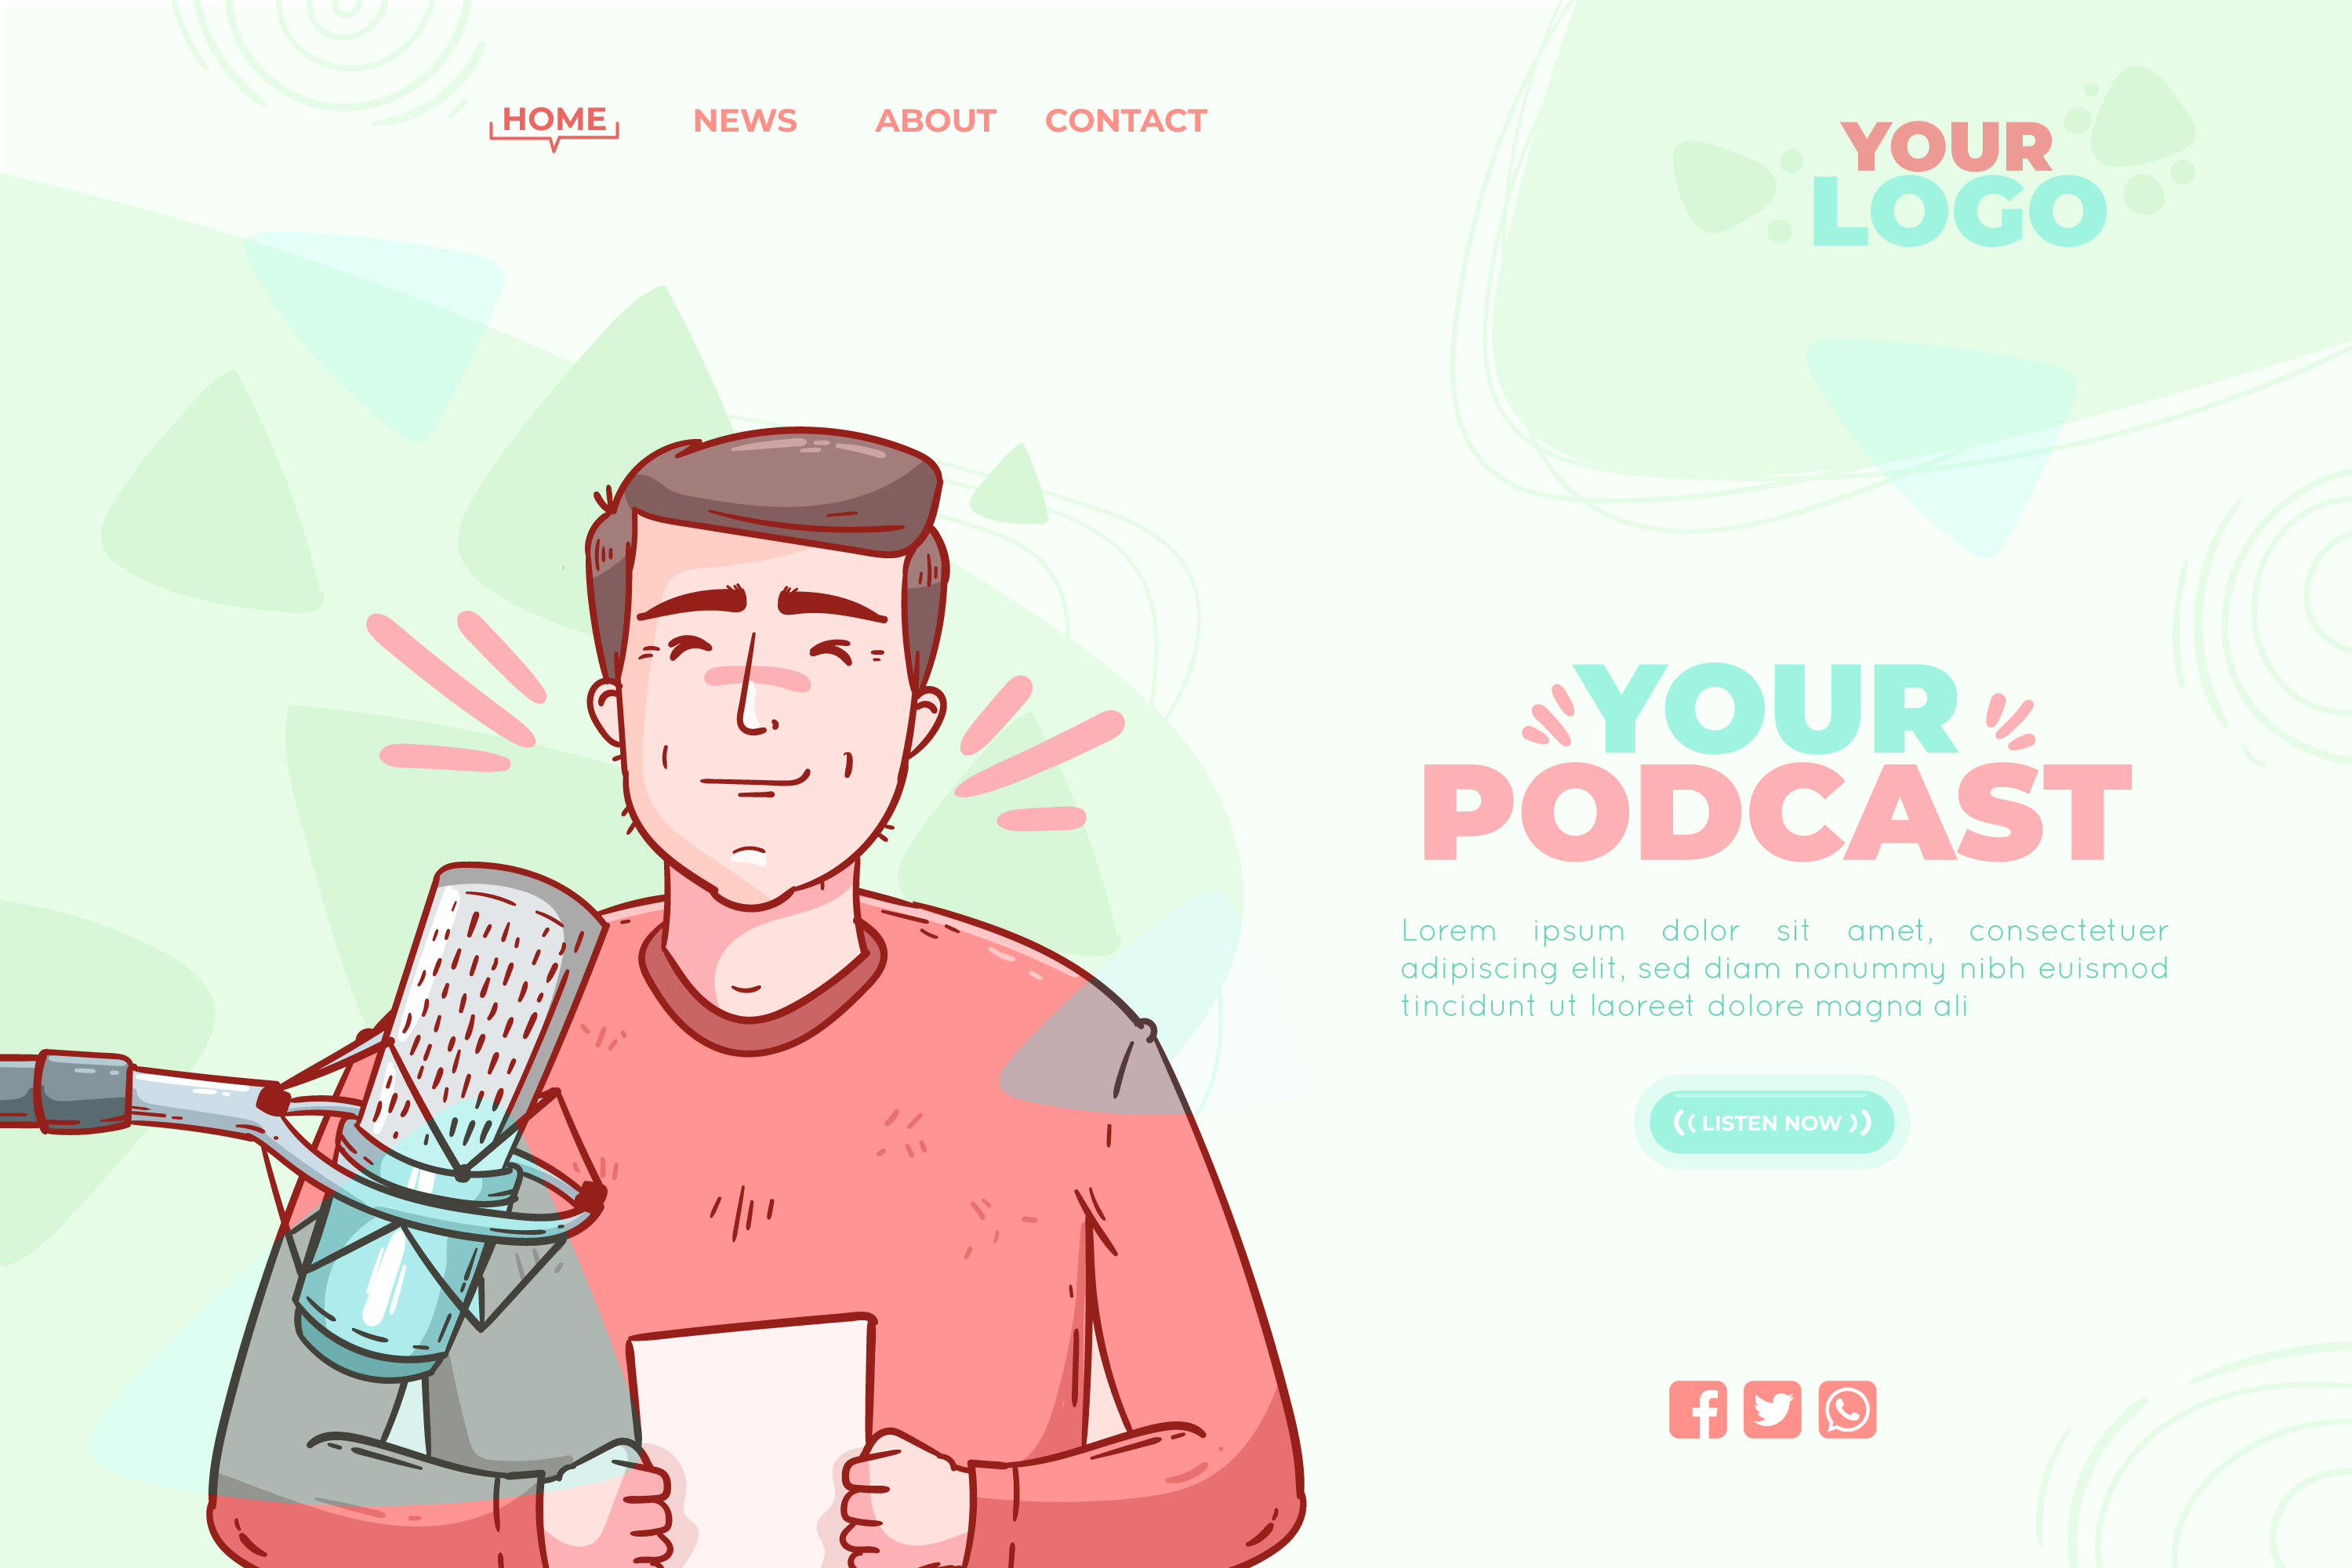 HOME NEWS ABOUT CONTACT
YOUR
LOGO
YOUR
PODCAST
Lorem ipsum dolor sit amet, consectetuer
adipiscing elit, sed diam nonummy nibh euismod
tincidunt ut laoreet dolore magna ali
LISTEN NOW